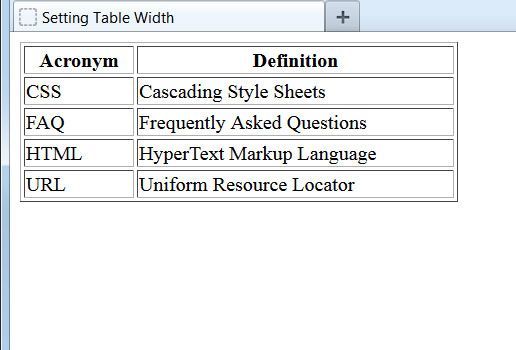 Setting Table Width
Acronym Definition
CSS Cascading Style Sheets
FAQ Frequently Asked Questions
HTML HyperText Markup Language
URL Uniform Resource Locator